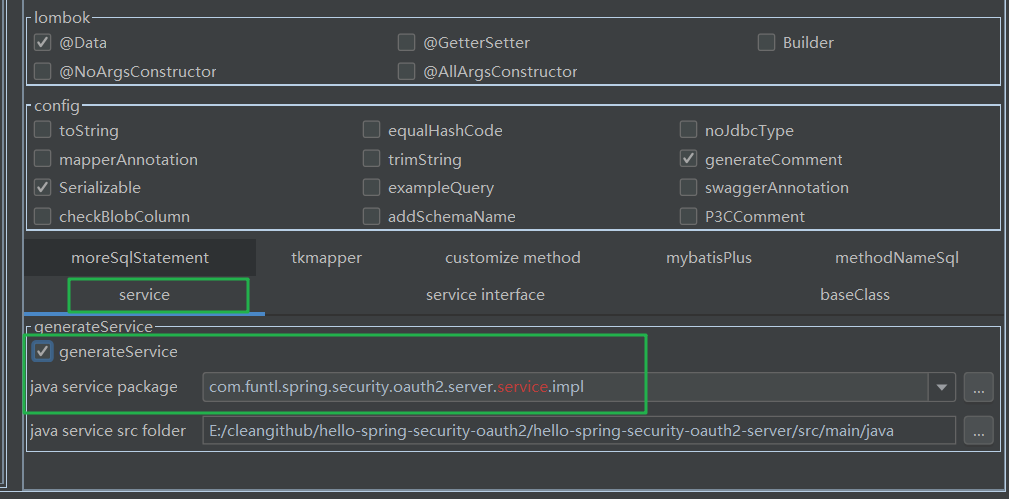 lombok
@Data @GetterSetter Builder
@NoArgsConstructor @AllArgsConstructor
config
toString equalHashCode noJdbcType
mapperAnnotation trimString generateComment
Serializable exampleQuery swaggerAnnotation
checkBlobColumn addSchemaName P3CComment
moreSqlStatement tkmapper customize method mybatisPlus methodNameSql
service service interface baseClass
generateService
generateService
java service package com.funtl.spring.security.oauth2.server.service.impl ...
java service src folder E:/cleangithub/hello-spring-security-oauth2/hello-spring-security-oauth2-server/src/main/java ...